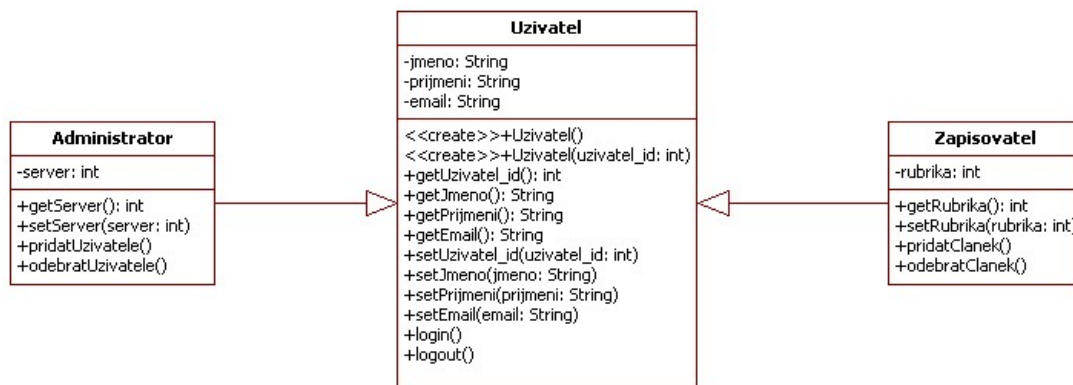 Uzivatel
-jmeno: String
-prijmeni: String
-email: String
<<create>>+Uzivatel()
<<create>>+Uzivatel(uzivatel_id: int)
+getUzivatel_id(): int
+getJmeno(): String
+getPrijmeni(): String
+getEmail(): String
+setUzivatel_id(uzivatel_id: int)
+setJmeno(jmeno: String)
+setPrijmeni(prijmeni: String)
+setEmail(email: String)
+login()
+logout()
Administrator
-server: int
+getServer(): int
+setServer(server: int)
+pridatUzivatele()
+odebratUzivatele()
Zapisovatel
-rubrika: int
+getRubrika(): int
+setRubrika(rubrika: int)
+pridatClanek()
+odebratClanek()